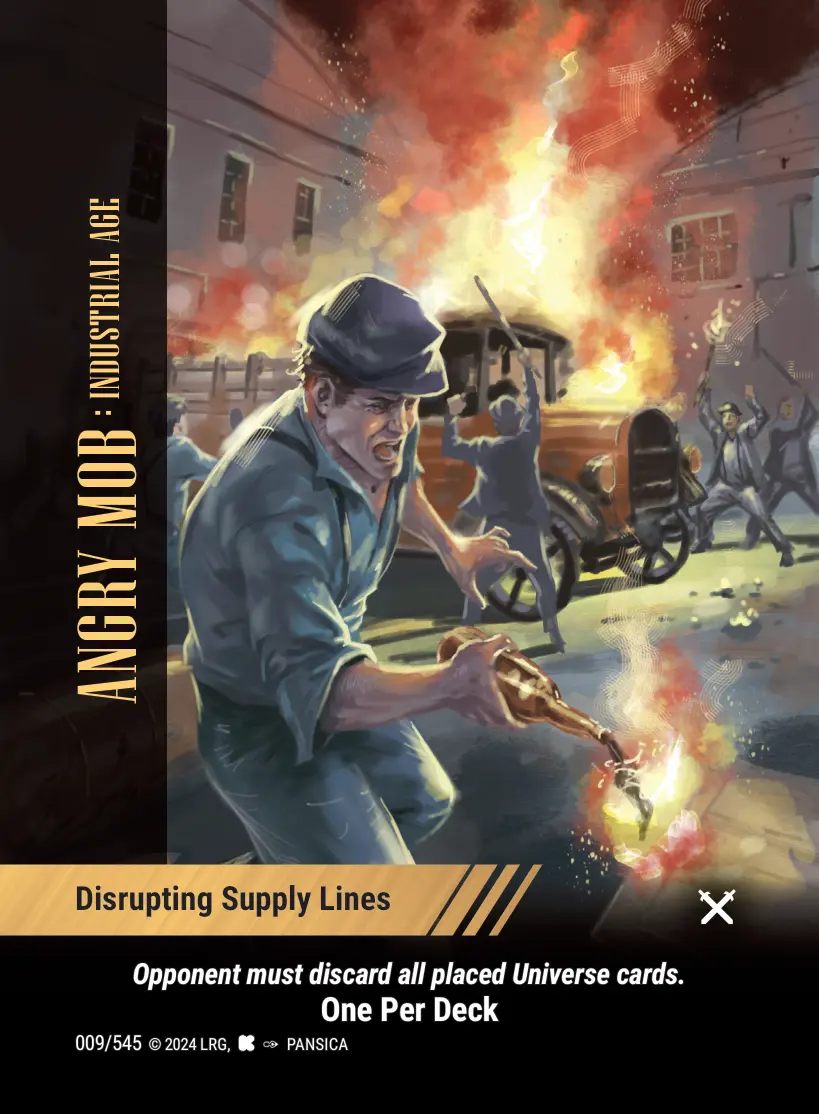 ANGRY MOB : INDUSTRIAL AGE
Disrupting Supply Lines
Opponent must discard all placed Universe cards.
One Per Deck
009/545 © 2024 LRG, PANSICA